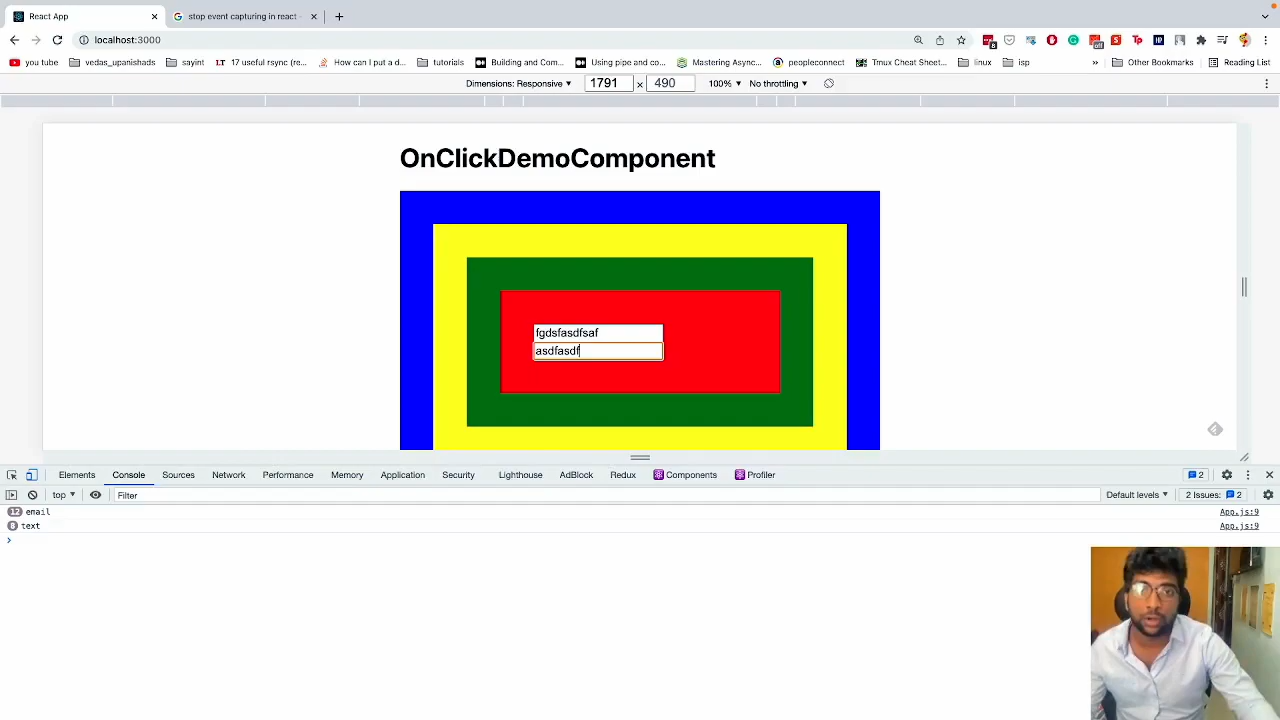 React App
stop event capturing in react -
localhost:3000
you tube
vedas_upanishads
sayint
LT 17 useful rsync (re...
How can I put a d...
tutorials
Building and Com...
Using pipe and co...
Mastering Async...
peopleconnect
Tmux Cheat Sheet...
linux
isp
» Other Bookmarks
Reading List
Dimensions: Responsive 1791 × 490 100% No throttling
OnClickDemoComponent
fgdsfasdfsaf
asdfasdf
Elements Console Sources Network Performance Memory Application Security Lighthouse AdBlock Redux Components Profiler 2
top Filter Default levels 2 Issues: 2
12 email App.js:9
8 text App.js:9